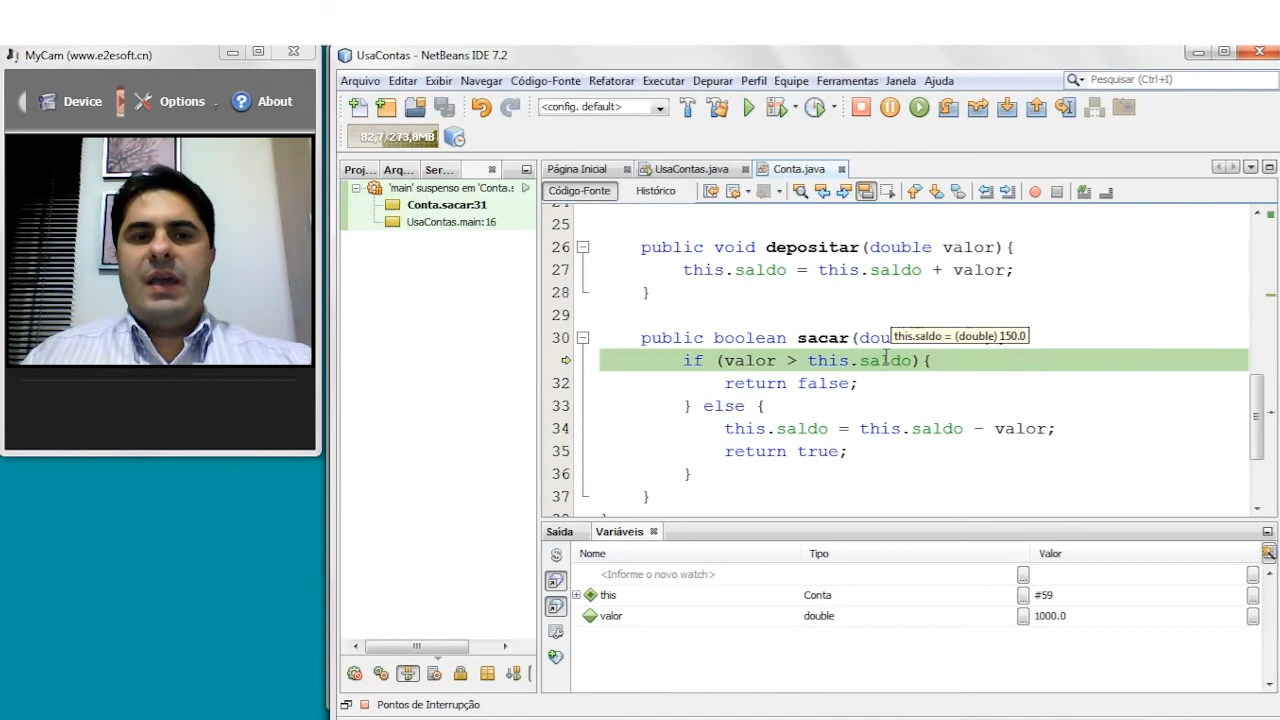 MyCam (www.e2esoft.cn)
Device
Options
About
UsaContas - NetBeans IDE 7.2
Arquivo Editar Exibir Navegar Código-Fonte Refatorar Executar Depurar Perfil Equipe Ferramentas Janela Ajuda
Pesquisar (Ctrl+I)
<config. default>
82,7/273,8MB
Proj... Arq... Ser...
'main' suspenso em 'Conta.s
Conta.sacar:31
UsaContas.main:16
Página Inicial UsaContas.java Conta.java
Código-Fonte Histórico
25
26 public void depositar(double valor){
27 this.saldo = this.saldo + valor;
28 }
29
this.saldo = (double) 150.0
30 public boolean sacar(dou
if (valor > this.saldo){
32 return false;
33 } else {
34 this.saldo = this.saldo - valor;
35 return true;
36 }
37 }
Saída Variáveis
Nome Tipo Valor
<Informe o novo watch>
this Conta #59
valor double 1000.0
Pontos de Interrupção